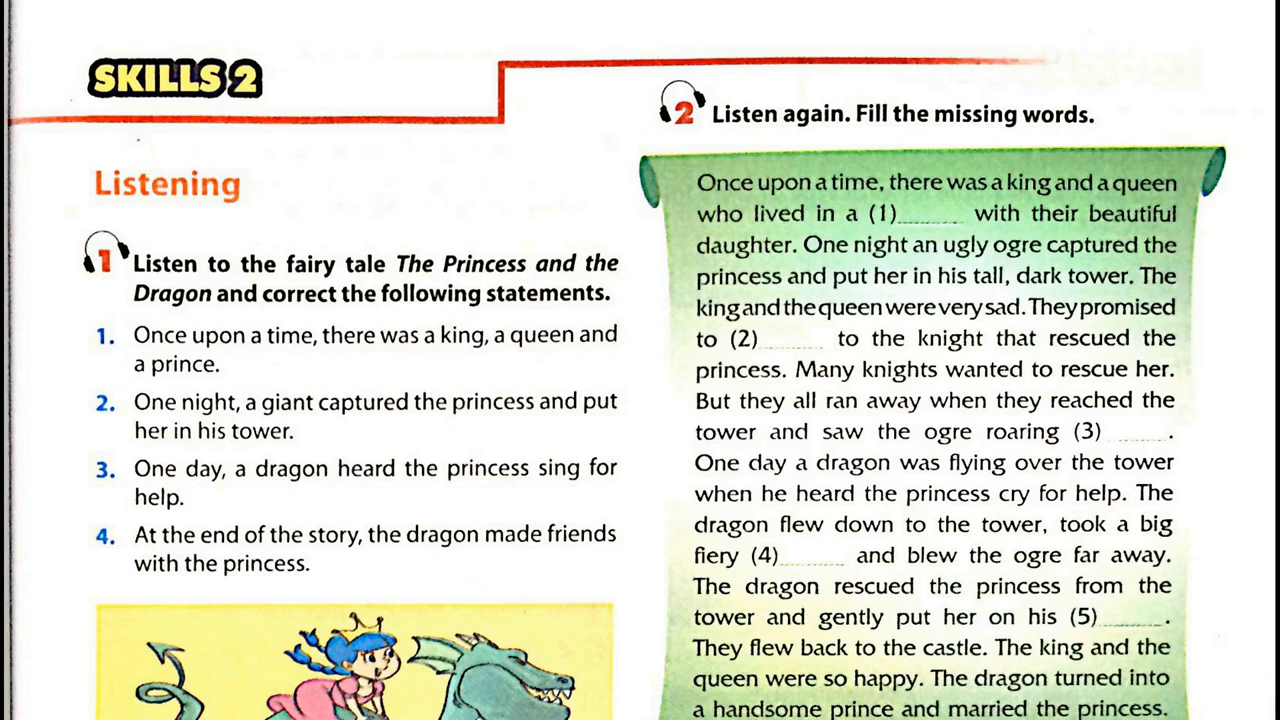 SKILLS 2
Listening
1 Listen to the fairy tale The Princess and the
Dragon and correct the following statements.
1. Once upon a time, there was a king, a queen and
a prince.
2. One night, a giant captured the princess and put
her in his tower.
3. One day, a dragon heard the princess sing for
help.
4. At the end of the story, the dragon made friends
with the princess.
2 Listen again. Fill the missing words.
Once upon a time, there was a king and a queen
who lived in a (1)______ with their beautiful
daughter. One night an ugly ogre captured the
princess and put her in his tall, dark tower. The
king and the queen were very sad. They promised
to (2)______ to the knight that rescued the
princess. Many knights wanted to rescue her.
But they all ran away when they reached the
tower and saw the ogre roaring (3) ______.
One day a dragon was flying over the tower
when he heard the princess cry for help. The
dragon flew down to the tower, took a big
fiery (4)______ and blew the ogre far away.
The dragon rescued the princess from the
tower and gently put her on his (5)______.
They flew back to the castle. The king and the
queen were so happy. The dragon turned into
a handsome prince and married the princess.